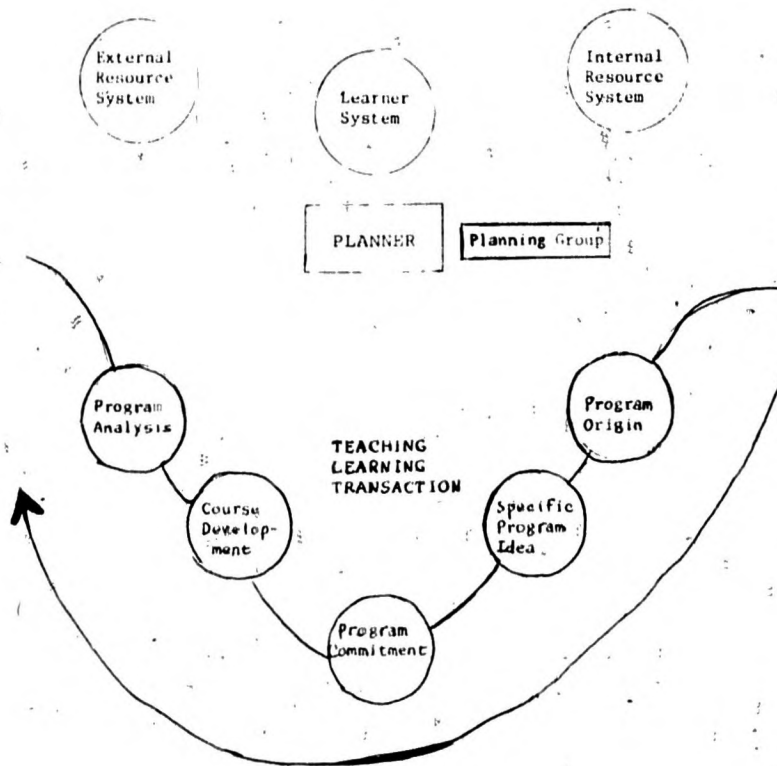 External
Resource
System
Learner
System
Internal
Resource
System
PLANNER
Planning Group
Program
Analysis
Course
Develop-
ment
TEACHING
LEARNING
TRANSACTION
Program
Commitment
Specific
Program
Idea
Program
Origin